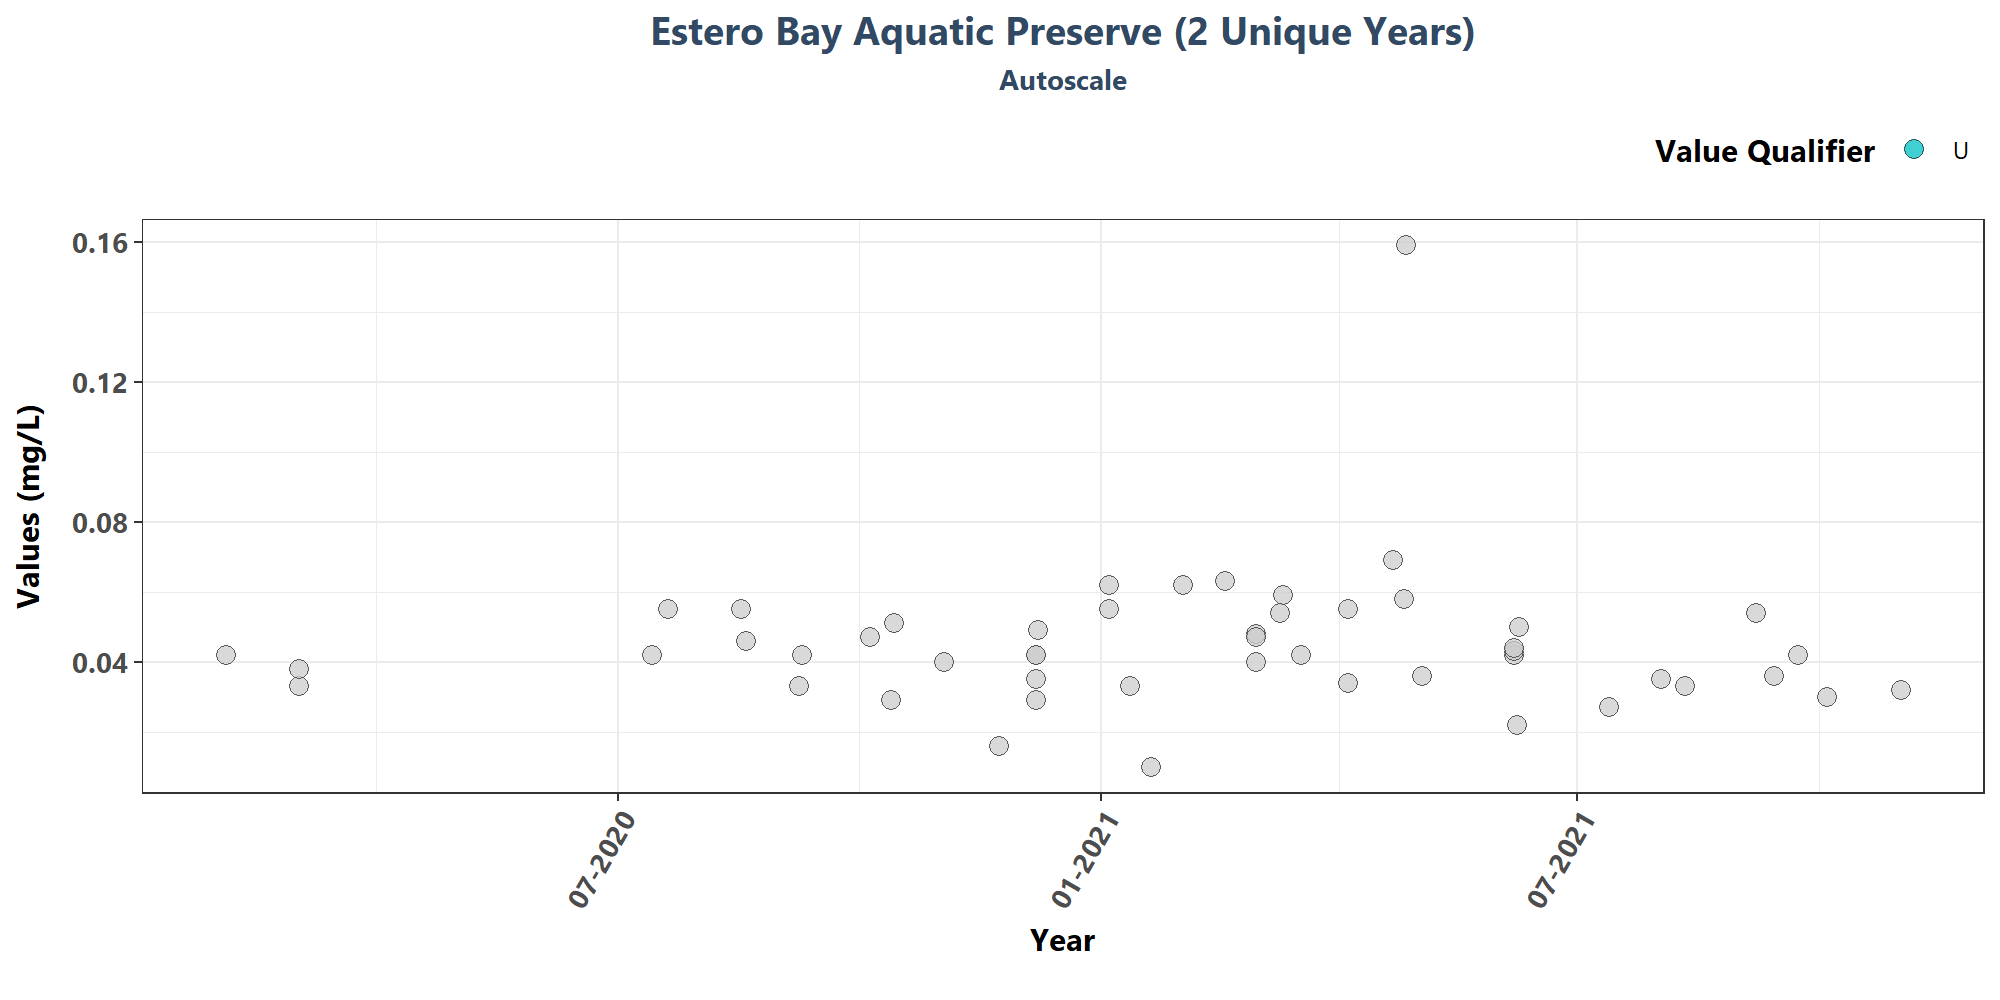 Estero Bay Aquatic Preserve (2 Unique Years)
Autoscale
Value Qualifier U
0.16
0.12
0.08
0.04
Values (mg/L)
07-2020
01-2021
07-2021
Year